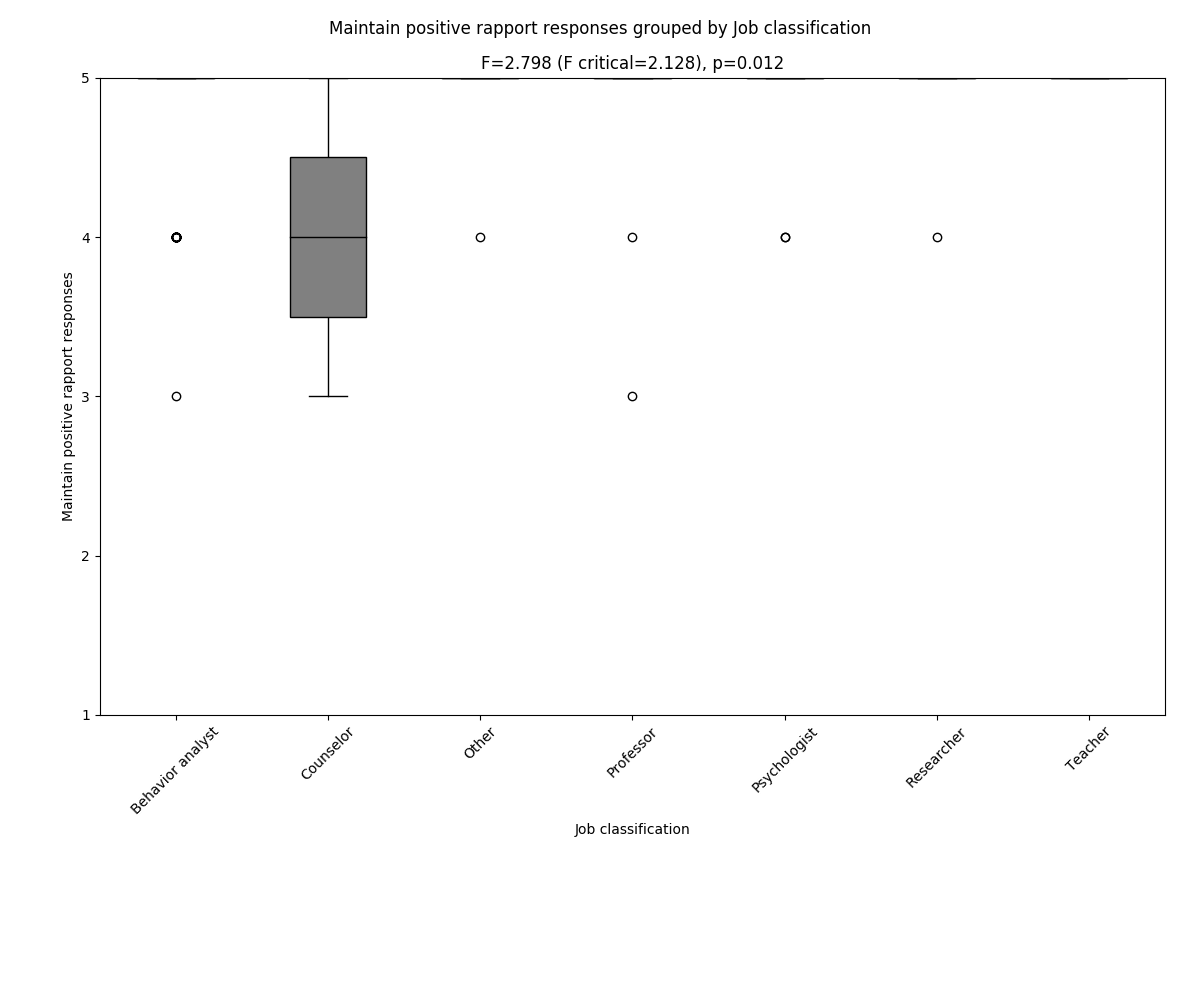 Maintain positive rapport responses grouped by Job classification
F=2.798 (F critical=2.128), p=0.012
Maintain positive rapport responses
5
4
3
2
1
Behavior analyst
Counselor
Other
Professor
Psychologist
Researcher
Teacher
Job classification